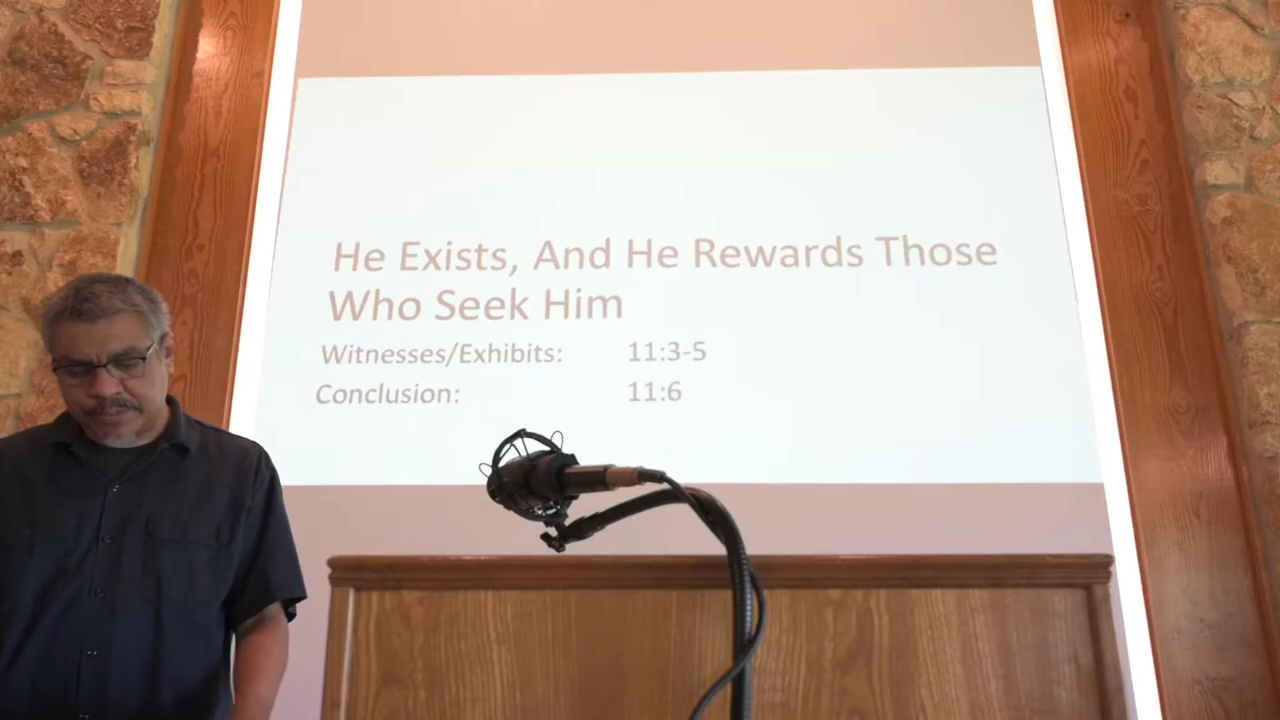 He Exists, And He Rewards Those
Who Seek Him
Witnesses/Exhibits: 11:3-5
Conclusion: 11:6